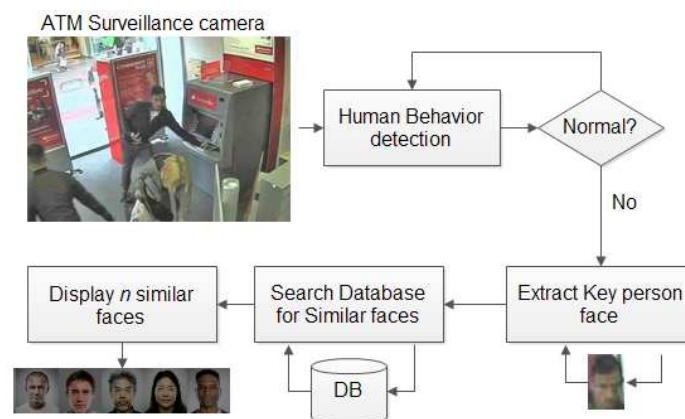 ATM Surveillance camera
Human Behavior
detection
Normal?
No
Extract Key person
face
Search Database
for Similar faces
DB
Display n similar
faces